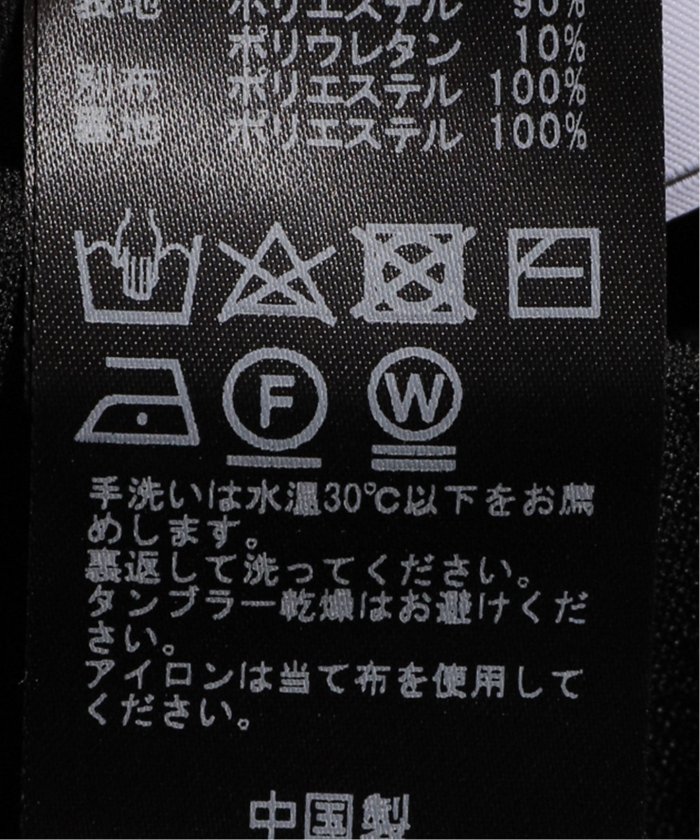 表地 ポリエステル 90%
ポリウレタン 10%
別布 ポリエステル 100%
裏地 ポリエステル 100%
F
W
手洗いは水温30℃以下をお薦
めします。
裏返して洗ってください。
タンブラー乾燥はお避けくだ
さい。
アイロンは当て布を使用して
ください。
中国製